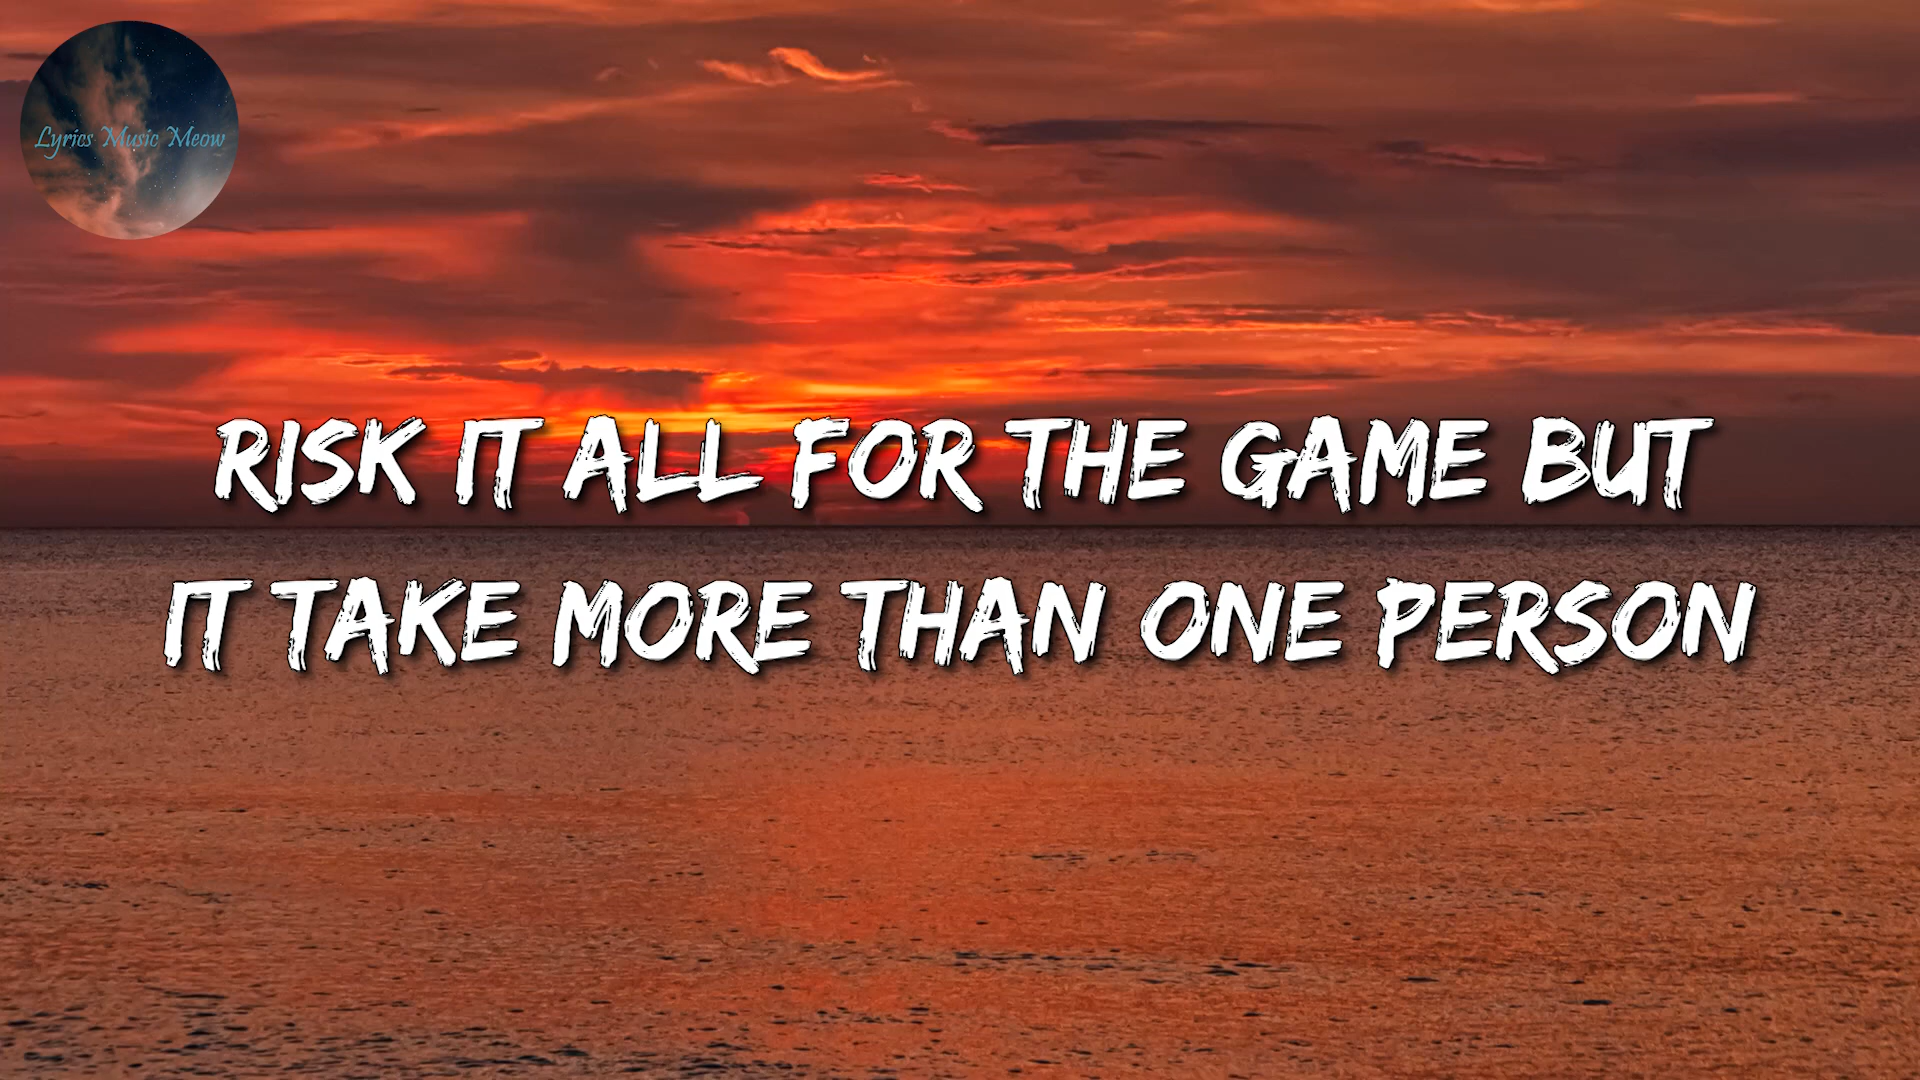 Lyrics Music Meow
RISK IT ALL FOR THE GAME BUT
IT TAKE MORE THAN ONE PERSON